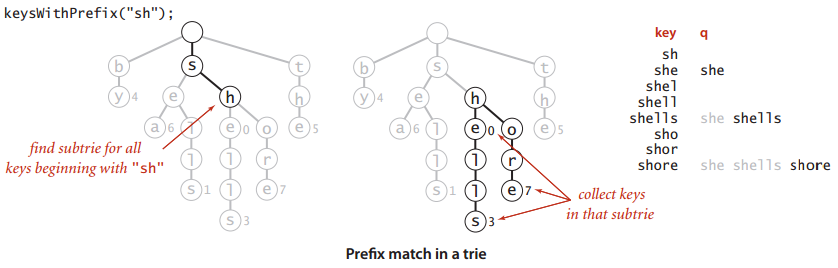 keysWithPrefix("sh");
b s t
y 4 e h h
a 6 l e 0 o e 5
l l r
s 1 l e 7
s 3
find subtrie for all
keys beginning with "sh"
b s t
y 4 e h h
a 6 l e 0 o e 5
l l r
s 1 l e 7
s 3
collect keys
in that subtrie
key q
sh
she she
shel
shell
shells she shells
sho
shor
shore she shells shore
Prefix match in a trie